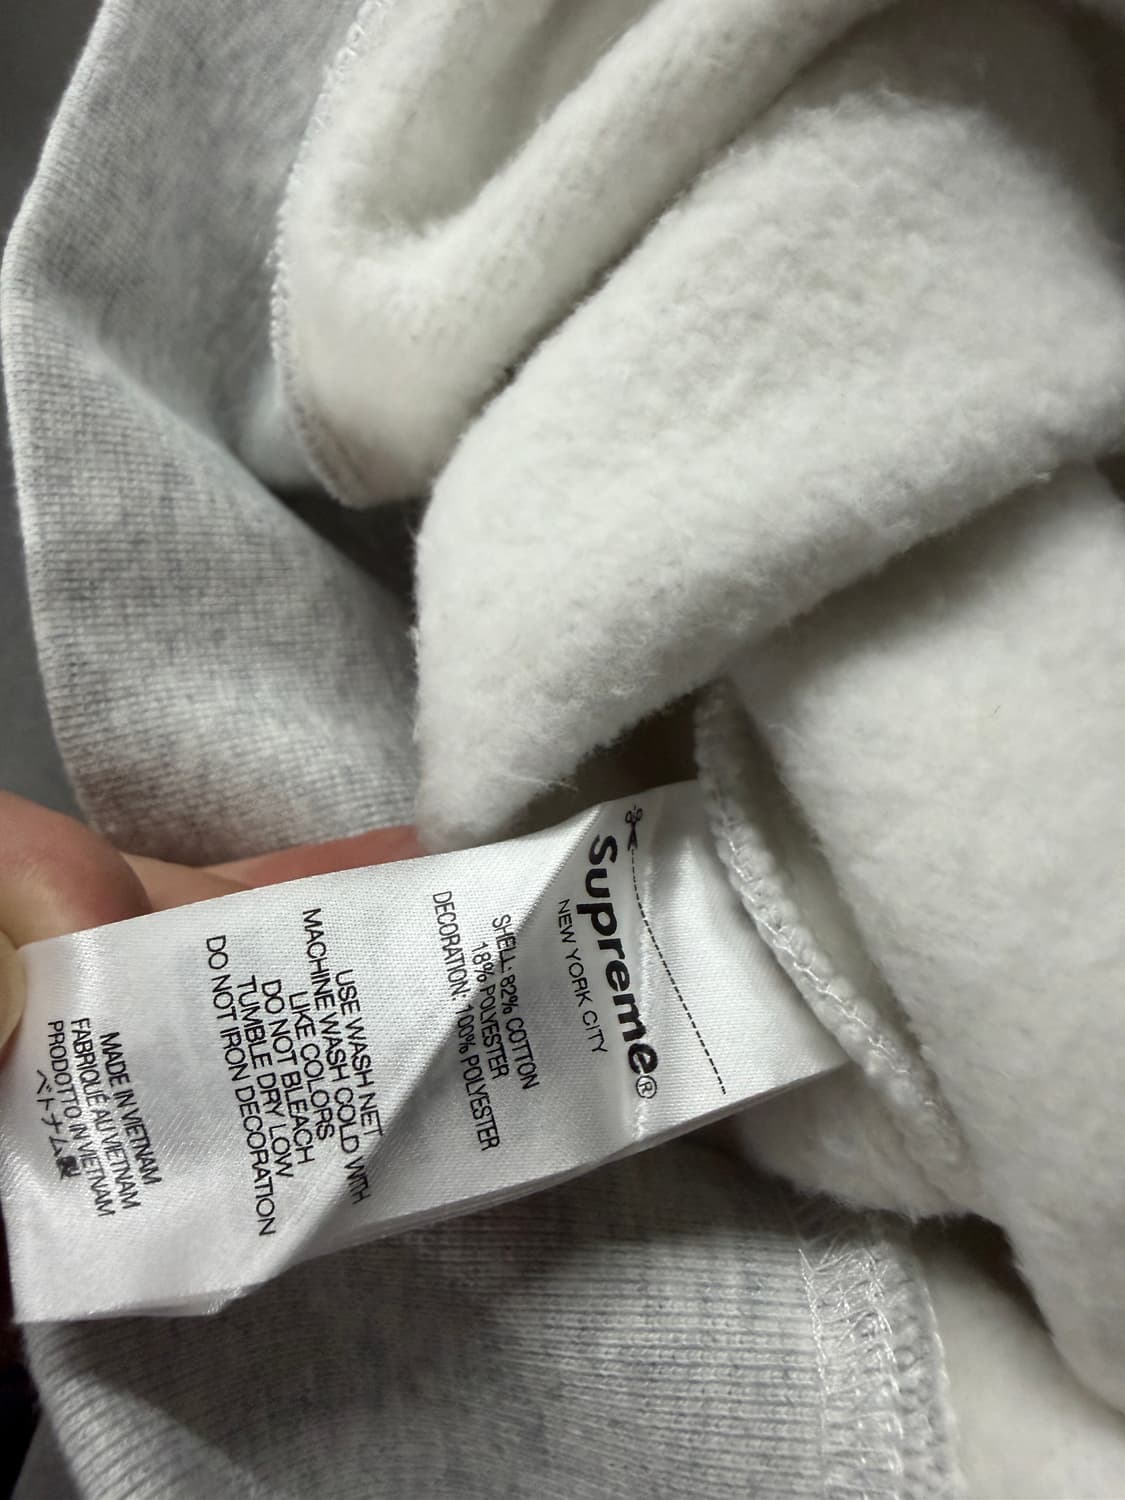 Supreme®
NEW YORK CITY
SHELL: 82% COTTON
18% POLYESTER
DECORATION: 100% POLYESTER
USE WASH NET
MACHINE WASH COLD WITH
LIKE COLORS
DO NOT BLEACH
TUMBLE DRY LOW
DO NOT IRON DECORATION
MADE IN VIETNAM
FABRIQUÉ AU VIETNAM
PRODOTTO IN VIETNAM
ベトナム製